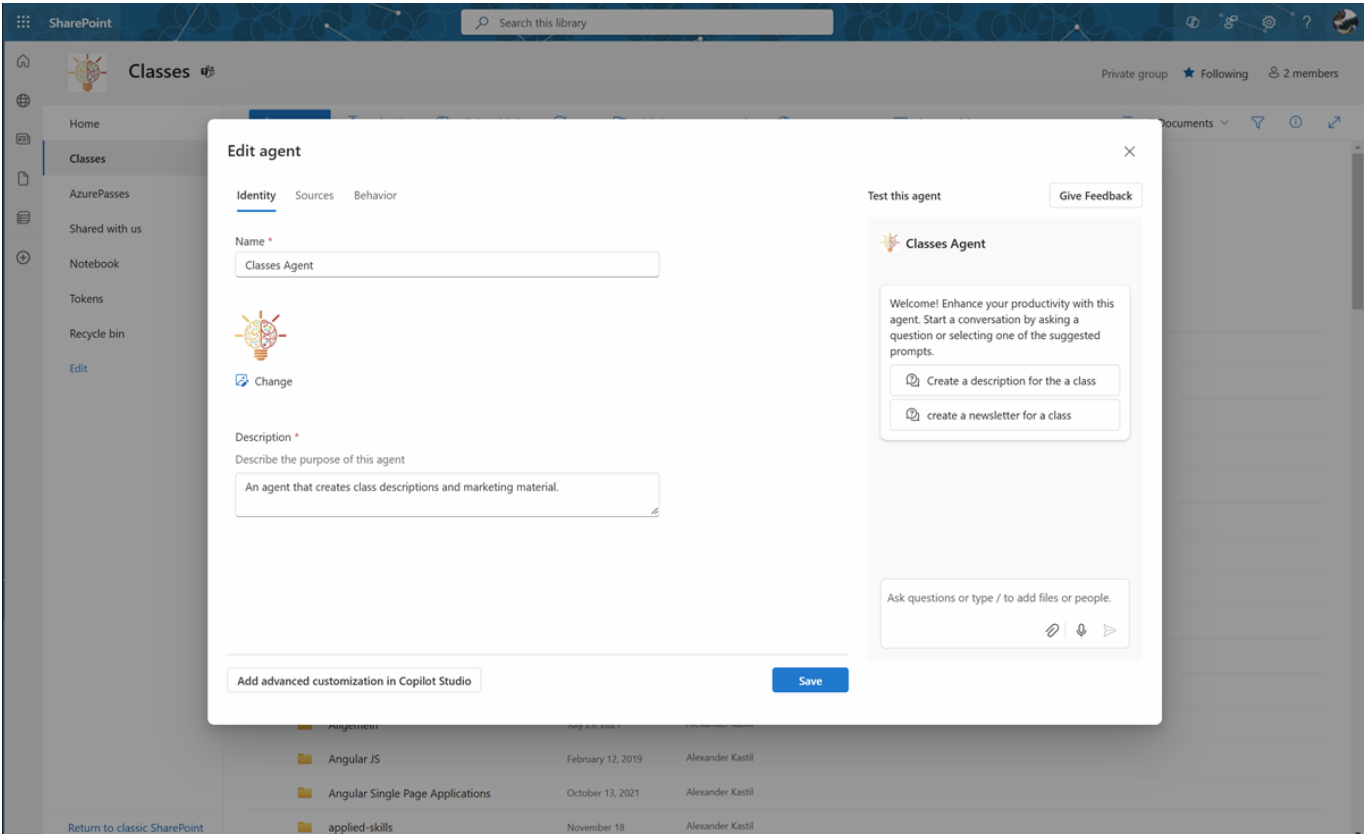 SharePoint
Search this library
Classes
Private group
Following
2 members
Home
Classes
AzurePasses
Shared with us
Notebook
Tokens
Recycle bin
Edit
Return to classic SharePoint
Documents
Edit agent
Identity
Sources
Behavior
Name *
Classes Agent
Change
Description *
Describe the purpose of this agent
An agent that creates class descriptions and marketing material.
Add advanced customization in Copilot Studio
Save
Test this agent
Give Feedback
Classes Agent
Welcome! Enhance your productivity with this
agent. Start a conversation by asking a
question or selecting one of the suggested
prompts.
Create a description for the a class
create a newsletter for a class
Ask questions or type / to add files or people.
Angular JS February 12, 2019 Alexander Kastil
Angular Single Page Applications October 13, 2021 Alexander Kastil
applied-skills November 18 Alexander Kastil